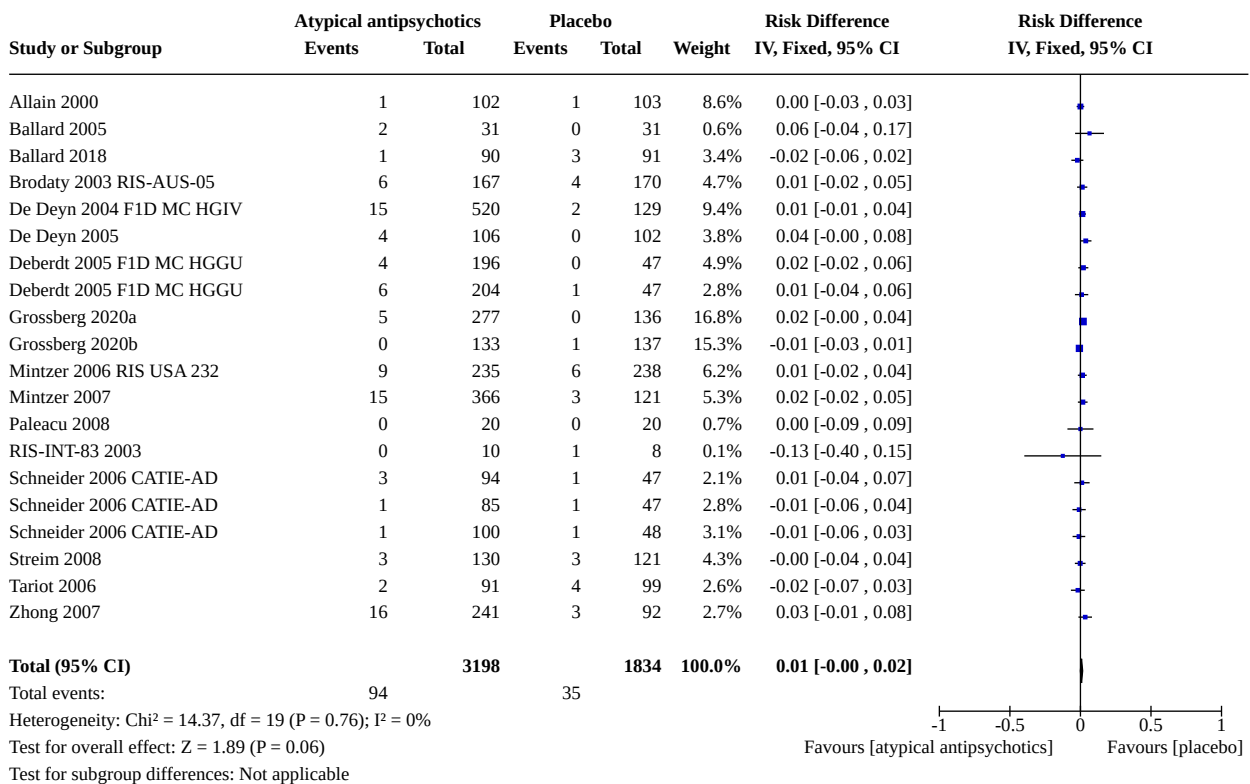 Atypical antipsychotics Placebo Risk Difference Risk Difference
Study or Subgroup Events Total Events Total Weight IV, Fixed, 95% CI IV, Fixed, 95% CI
Allain 2000 1 102 1 103 8.6% 0.00 [-0.03 , 0.03]
Ballard 2005 2 31 0 31 0.6% 0.06 [-0.04 , 0.17]
Ballard 2018 1 90 3 91 3.4% -0.02 [-0.06 , 0.02]
Brodaty 2003 RIS-AUS-05 6 167 4 170 4.7% 0.01 [-0.02 , 0.05]
De Deyn 2004 F1D MC HGIV 15 520 2 129 9.4% 0.01 [-0.01 , 0.04]
De Deyn 2005 4 106 0 102 3.8% 0.04 [-0.00 , 0.08]
Deberdt 2005 F1D MC HGGU 4 196 0 47 4.9% 0.02 [-0.02 , 0.06]
Deberdt 2005 F1D MC HGGU 6 204 1 47 2.8% 0.01 [-0.04 , 0.06]
Grossberg 2020a 5 277 0 136 16.8% 0.02 [-0.00 , 0.04]
Grossberg 2020b 0 133 1 137 15.3% -0.01 [-0.03 , 0.01]
Mintzer 2006 RIS USA 232 9 235 6 238 6.2% 0.01 [-0.02 , 0.04]
Mintzer 2007 15 366 3 121 5.3% 0.02 [-0.02 , 0.05]
Paleacu 2008 0 20 0 20 0.7% 0.00 [-0.09 , 0.09]
RIS-INT-83 2003 0 10 1 8 0.1% -0.13 [-0.40 , 0.15]
Schneider 2006 CATIE-AD 3 94 1 47 2.1% 0.01 [-0.04 , 0.07]
Schneider 2006 CATIE-AD 1 85 1 47 2.8% -0.01 [-0.06 , 0.04]
Schneider 2006 CATIE-AD 1 100 1 48 3.1% -0.01 [-0.06 , 0.03]
Streim 2008 3 130 3 121 4.3% -0.00 [-0.04 , 0.04]
Tariot 2006 2 91 4 99 2.6% -0.02 [-0.07 , 0.03]
Zhong 2007 16 241 3 92 2.7% 0.03 [-0.01 , 0.08]
Total (95% CI) 3198 1834 100.0% 0.01 [-0.00 , 0.02]
Total events: 94 35
Heterogeneity: Chi² = 14.37, df = 19 (P = 0.76); I² = 0%
-1 -0.5 0 0.5 1
Test for overall effect: Z = 1.89 (P = 0.06)
Favours [atypical antipsychotics] Favours [placebo]
Test for subgroup differences: Not applicable